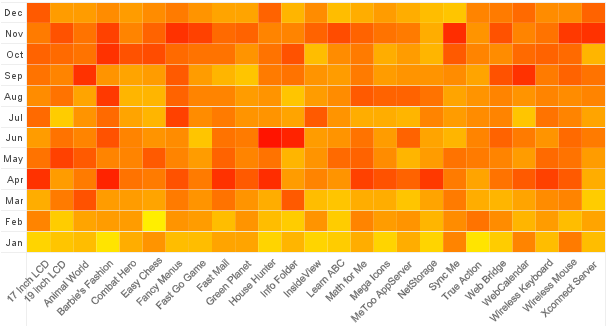 Dec
Nov
Oct
Sep
Aug
Jul
Jun
May
Apr
Mar
Feb
Jan
17 Inch LCD
19 Inch LCD
Animal World
Barbie's Fashion
Combat Hero
Easy Chess
Fancy Menus
Fast Go Game
Fast Mail
Green Planet
House Hunter
Info Folder
InsideView
Learn ABC
Math for Me
Mega Icons
MeToo AppServer
NetStorage
Sync Me
True Action
Web Bridge
WebCalendar
Wireless Keyboard
Wireless Mouse
Xconnect Server